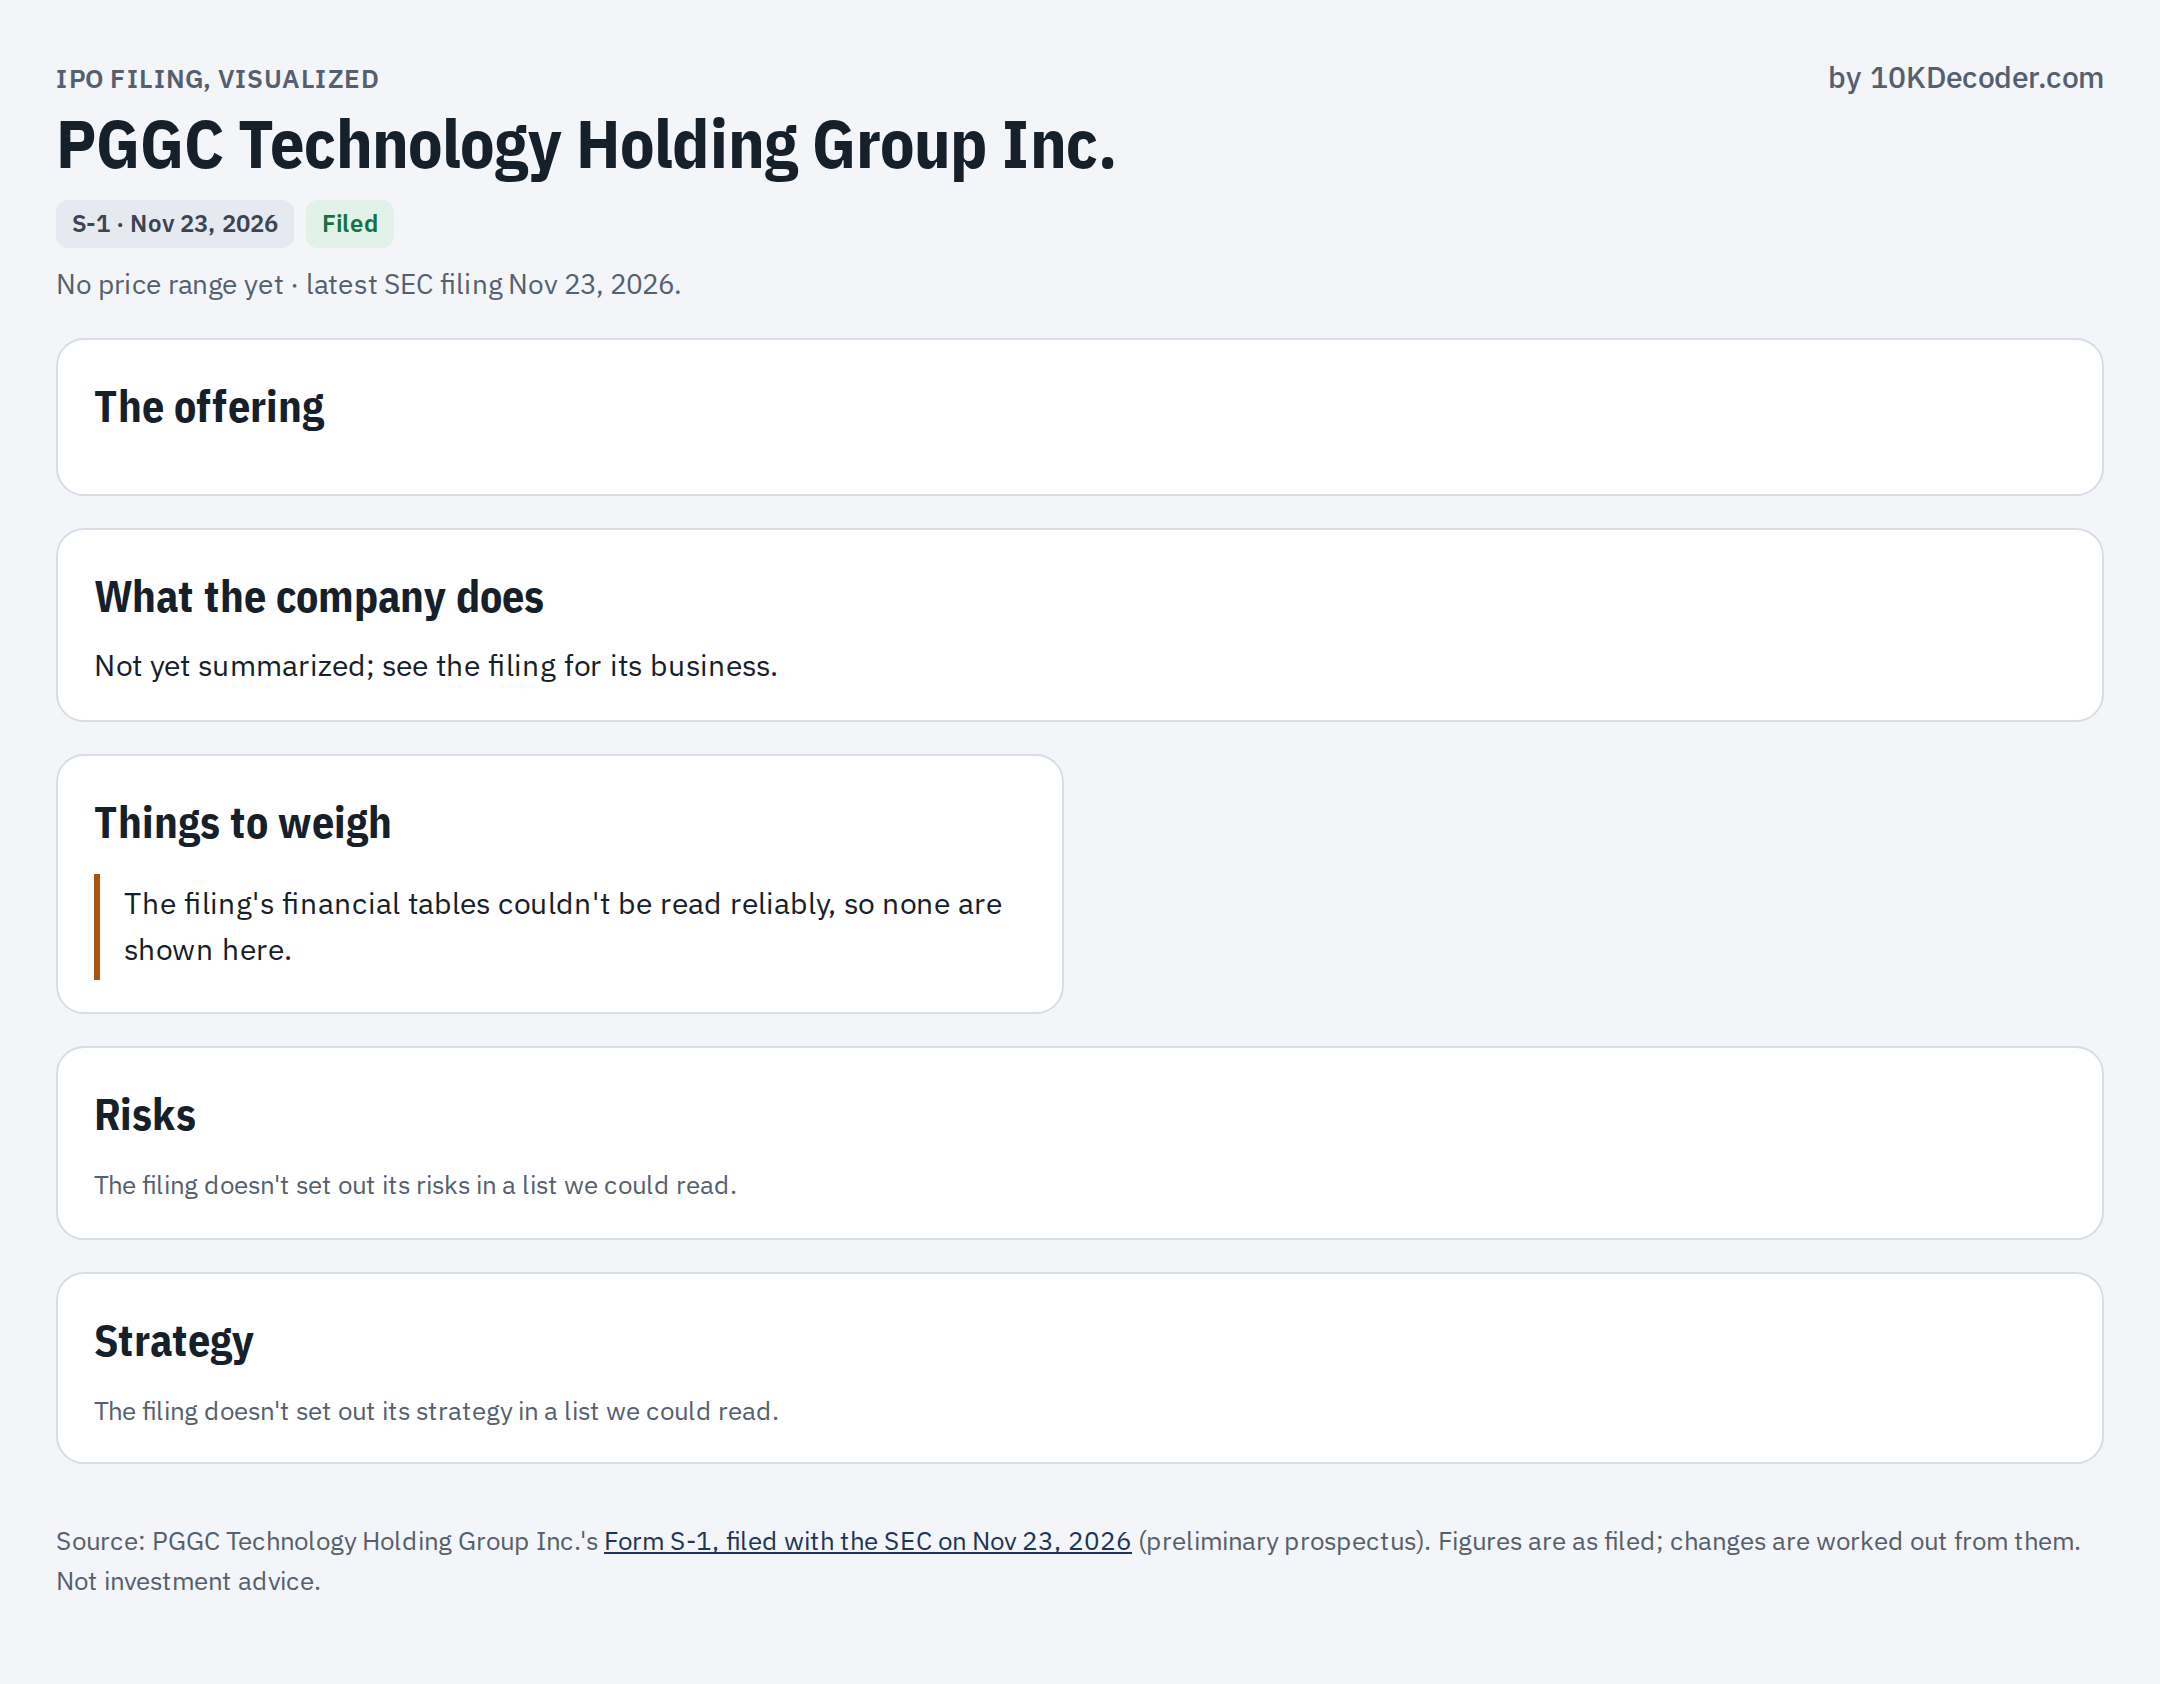 IPO FILING, VISUALIZED
by 10KDecoder.com
PGGC Technology Holding Group Inc.
S-1 · Nov 23, 2026
Filed
No price range yet · latest SEC filing Nov 23, 2026.
The offering
What the company does
Not yet summarized; see the filing for its business.
Things to weigh
The filing's financial tables couldn't be read reliably, so none are
shown here.
Risks
The filing doesn't set out its risks in a list we could read.
Strategy
The filing doesn't set out its strategy in a list we could read.
Source: PGGC Technology Holding Group Inc.'s Form S-1, filed with the SEC on Nov 23, 2026 (preliminary prospectus). Figures are as filed; changes are worked out from them.
Not investment advice.